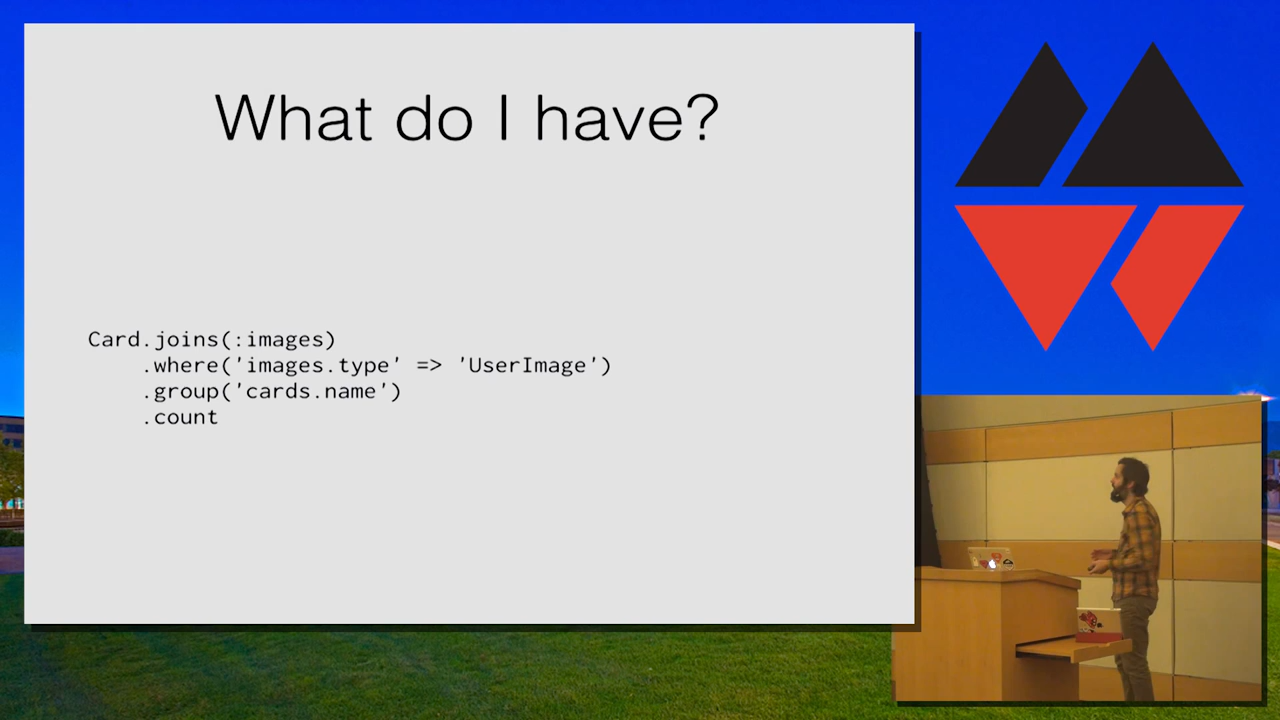 What do I have?
Card.joins(:images)
.where('images.type' => 'UserImage')
.group('cards.name')
.count